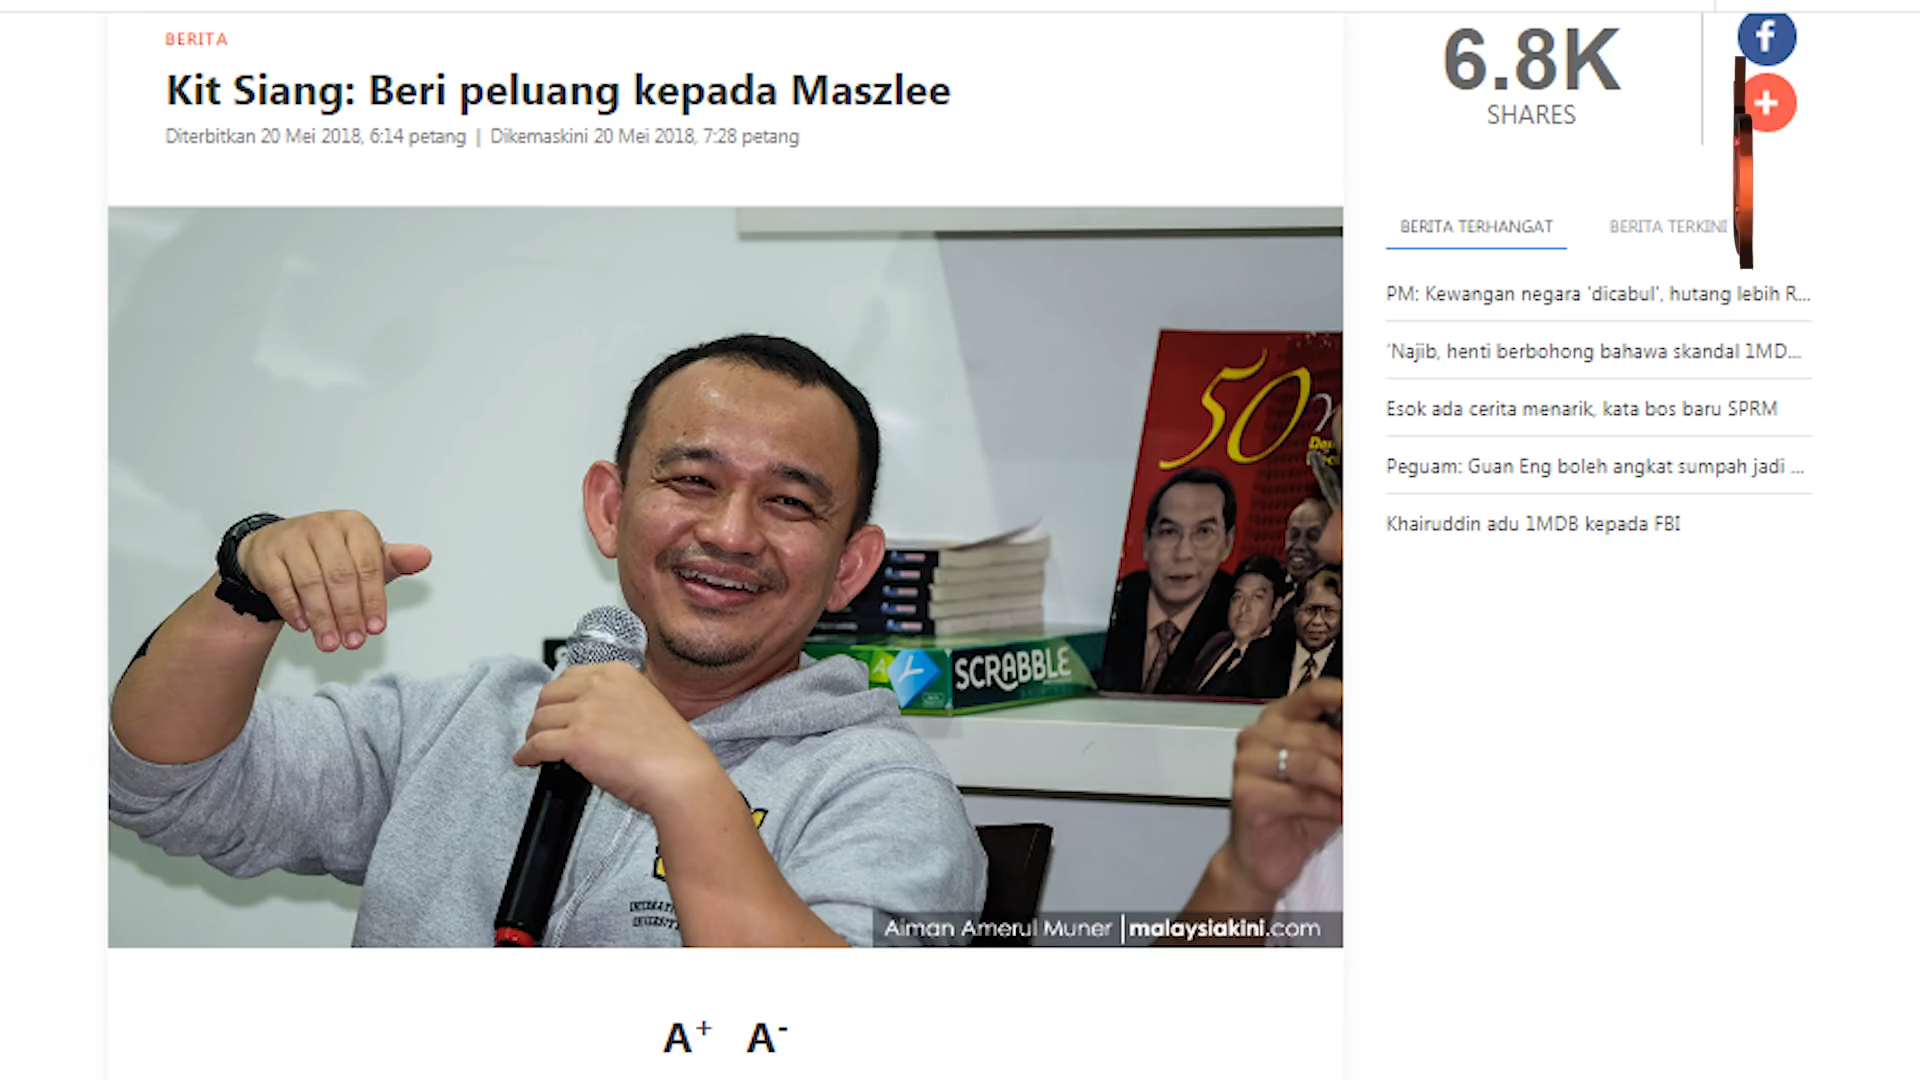 BERITA
Kit Siang: Beri peluang kepada Maszlee
Diterbitkan 20 Mei 2018, 6:14 petang | Dikemaskini 20 Mei 2018, 7:28 petang
6.8K
SHARES
f
+
BERITA TERHANGAT BERITA TERKINI
PM: Kewangan negara 'dicabul', hutang lebih R...
'Najib, henti berbohong bahawa skandal 1MD...
Esok ada cerita menarik, kata bos baru SPRM
Peguam: Guan Eng boleh angkat sumpah jadi ...
Khairuddin adu 1MDB kepada FBI
50
SCRABBLE
Aiman Amerul Muner | malaysiakini.com
A+ A-